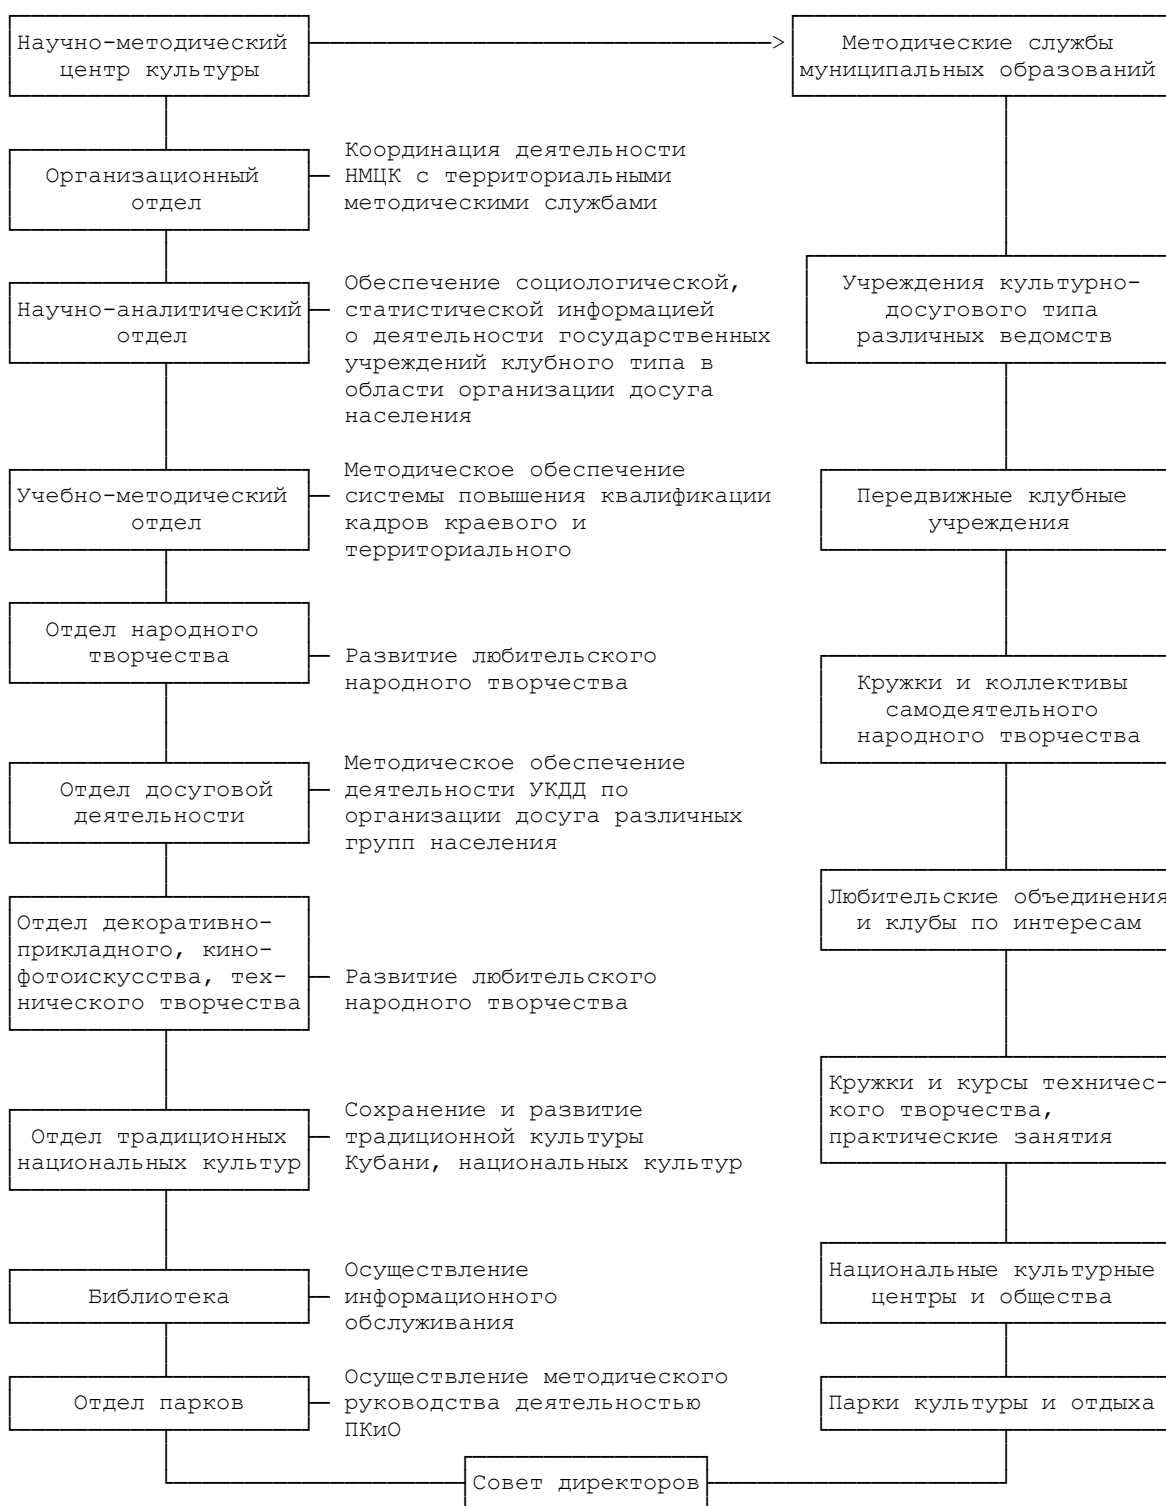 Научно-методический
центр культуры
Методические службы
муниципальных образований
Организационный
отдел
Координация деятельности
НМЦК с территориальными
методическими службами
Научно-аналитический
отдел
Обеспечение социологической,
статистической информацией
о деятельности государственных
учреждений клубного типа в
области организации досуга
населения
Учреждения культурно-
досугового типа
различных ведомств
Учебно-методический
отдел
Методическое обеспечение
системы повышения квалификации
кадров краевого и
территориального
Передвижные клубные
учреждения
Отдел народного
творчества
Развитие любительского
народного творчества
Кружки и коллективы
самодеятельного
народного творчества
Отдел досуговой
деятельности
Методическое обеспечение
деятельности УКДД по
организации досуга различных
групп населения
Любительские объединения
и клубы по интересам
Отдел декоративно-
прикладного, кино-
фотоискусства, тех-
нического творчества
Развитие любительского
народного творчества
Кружки и курсы техничес-
кого творчества,
практические занятия
Отдел традиционных
национальных культур
Сохранение и развитие
традиционной культуры
Кубани, национальных культур
Национальные культурные
центры и общества
Библиотека
Осуществление
информационного
обслуживания
Отдел парков
Осуществление методического
руководства деятельностью
ПКиО
Парки культуры и отдыха
Совет директоров